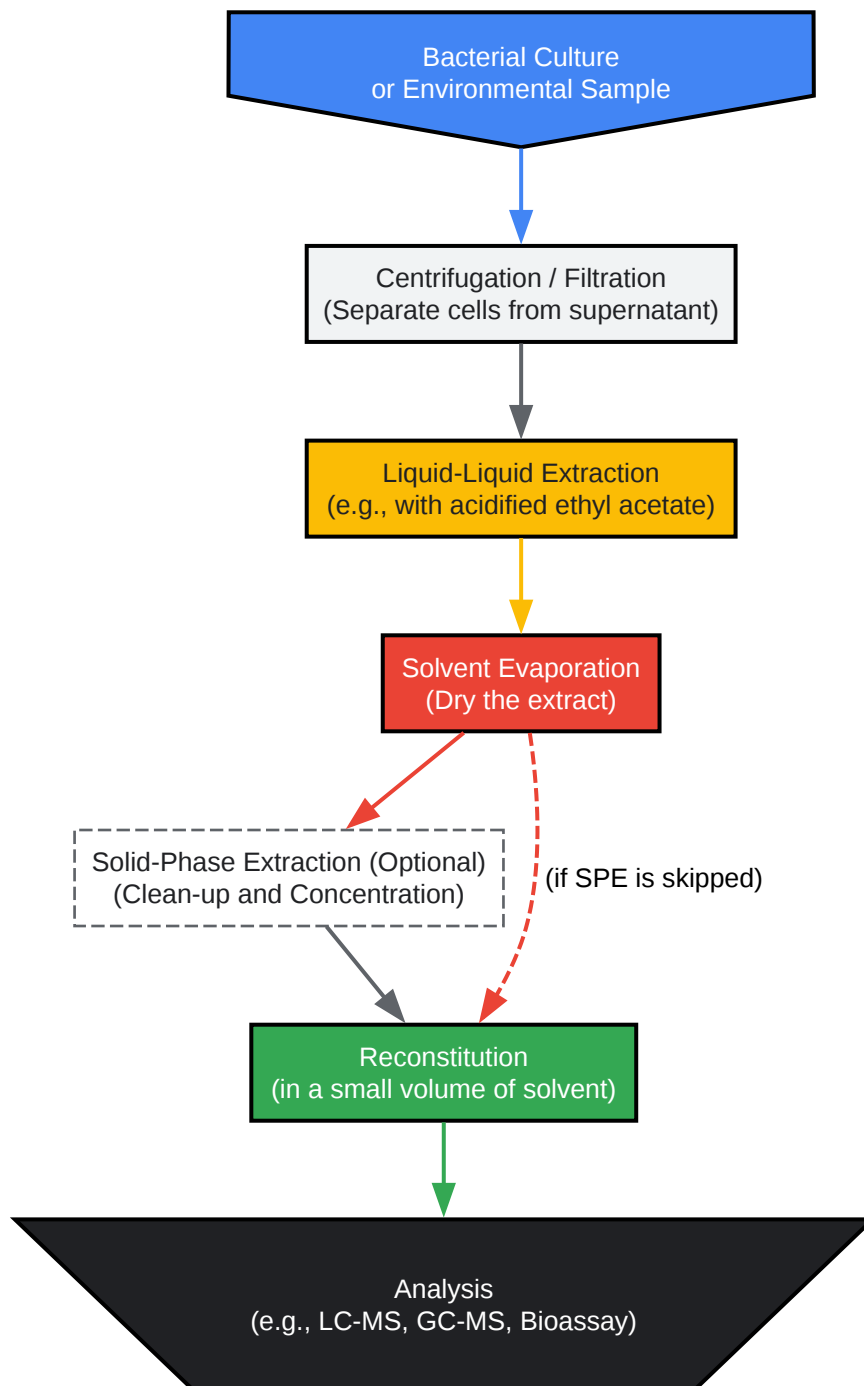 Bacterial Culture
or Environmental Sample
Centrifugation / Filtration
(Separate cells from supernatant)
Liquid-Liquid Extraction
(e.g., with acidified ethyl acetate)
Solvent Evaporation
(Dry the extract)
Solid-Phase Extraction (Optional)
(Clean-up and Concentration)
(if SPE is skipped)
Reconstitution
(in a small volume of solvent)
Analysis
(e.g., LC-MS, GC-MS, Bioassay)